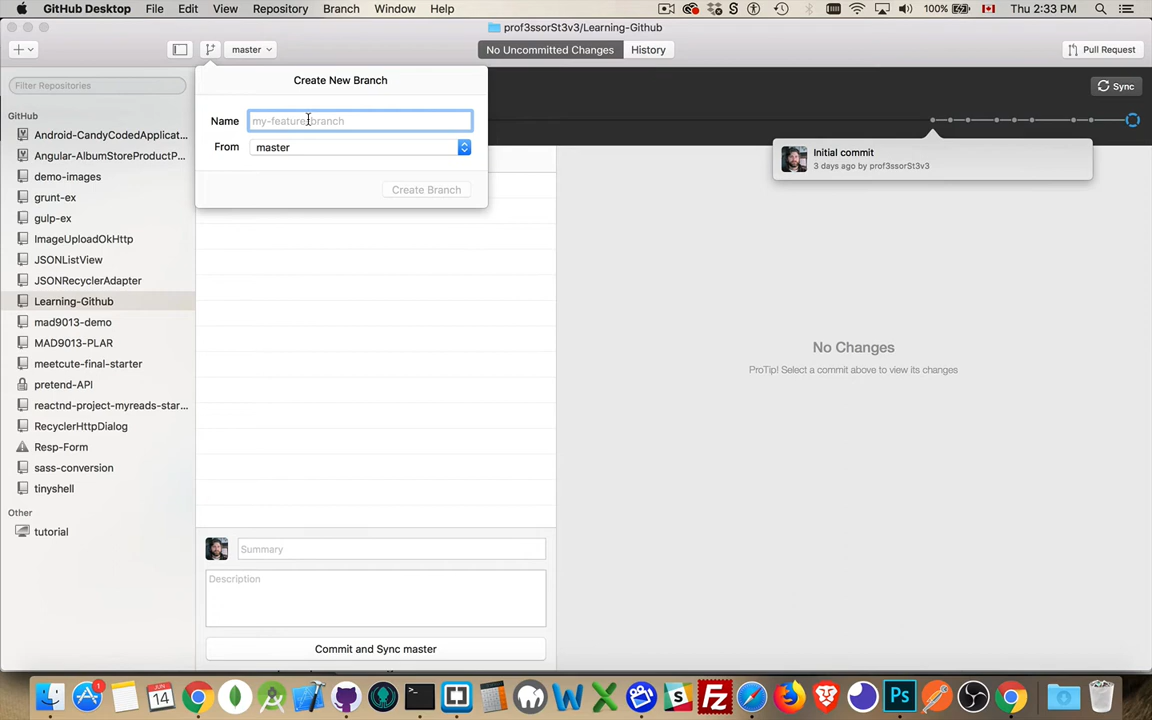 GitHub Desktop File Edit View Repository Branch Window Help 100% Thu 2:33 PM
prof3ssorSt3v3/Learning-Github
master No Uncommitted Changes History Pull Request
Filter Repositories
Create New Branch
Sync
Name my-feature-branch
From master
Create Branch
Initial commit
3 days ago by prof3ssorSt3v3
GitHub
Android-CandyCodedApplicat...
Angular-AlbumStoreProductP...
demo-images
grunt-ex
gulp-ex
ImageUploadOkHttp
JSONListView
JSONRecyclerAdapter
Learning-Github
mad9013-demo
MAD9013-PLAR
meetcute-final-starter
pretend-API
reactnd-project-myreads-star...
RecyclerHttpDialog
Resp-Form
sass-conversion
tinyshell
Other
tutorial
No Changes
ProTip! Select a commit above to view its changes
Summary
Description
Commit and Sync master
JUN
14
1
Ps